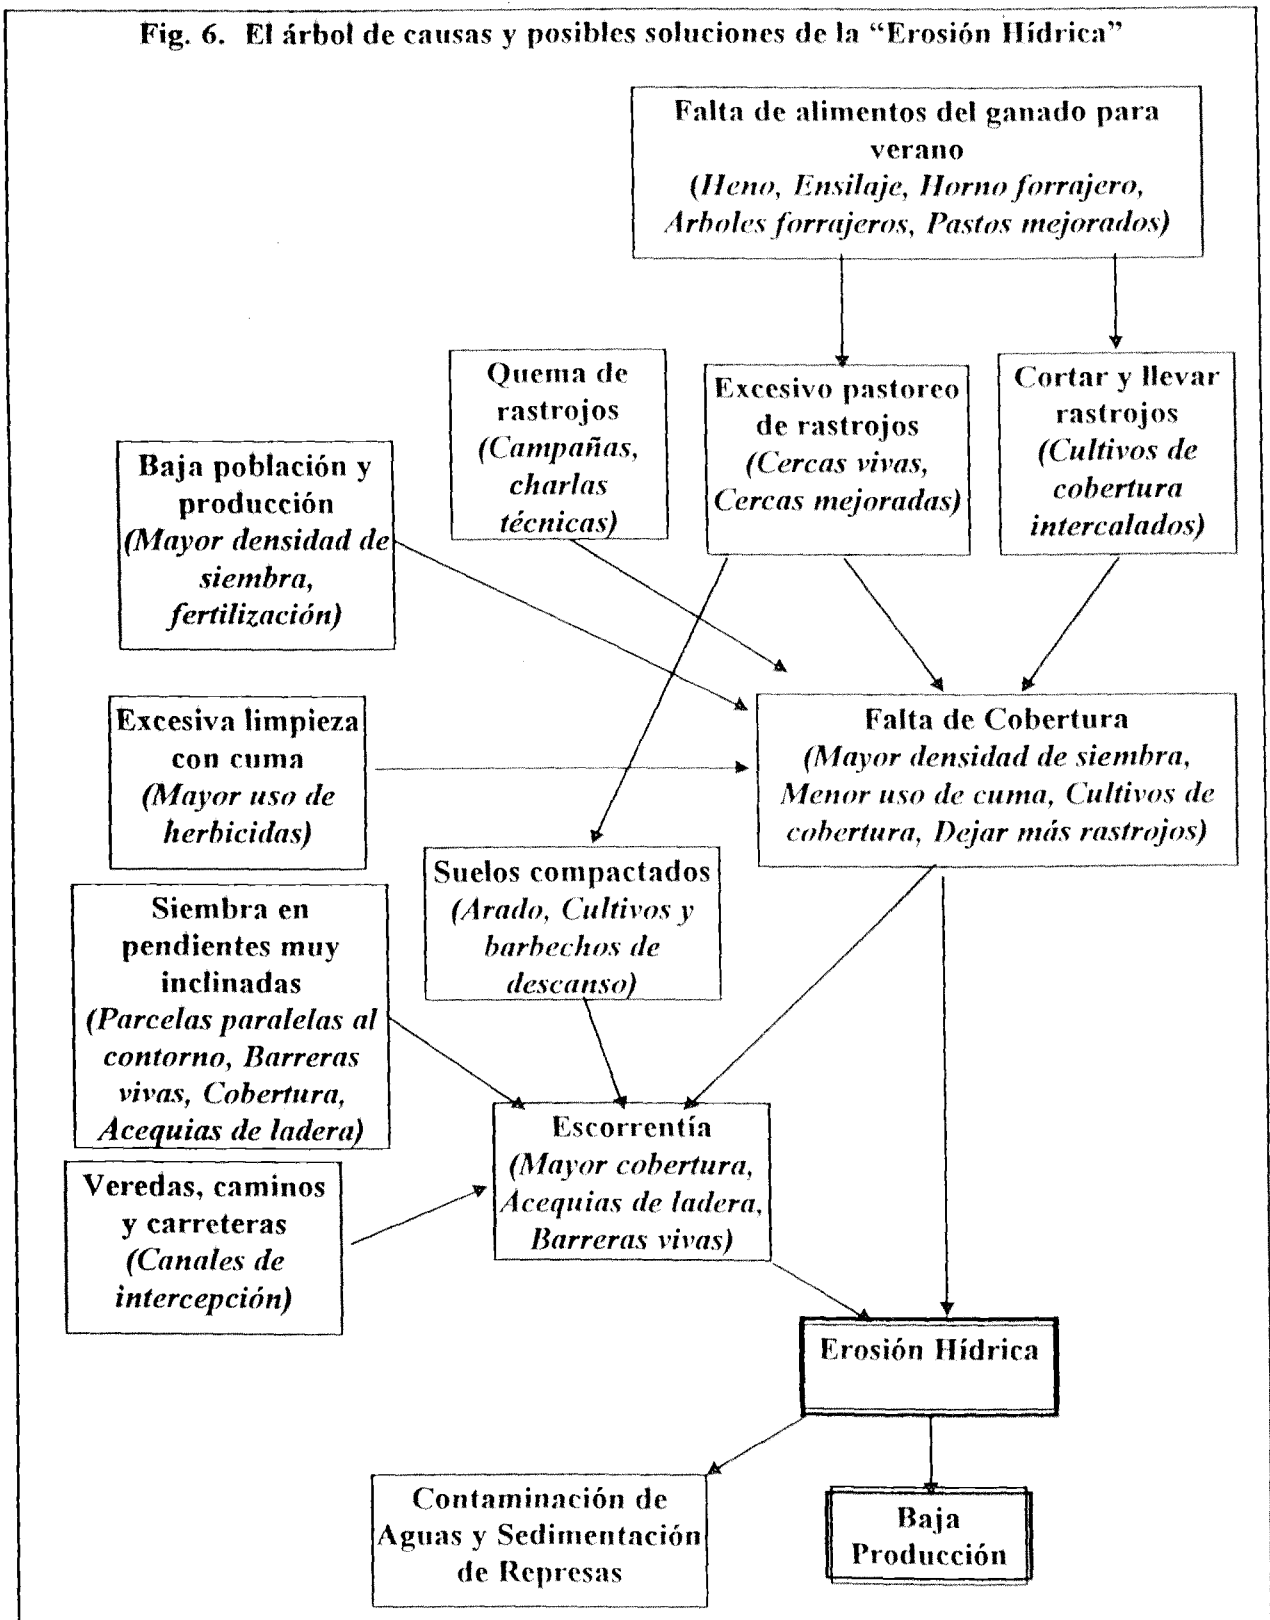 Fig. 6. El árbol de causas y posibles soluciones de la “Erosión Hídrica”
Falta de alimentos del ganado para
verano
(Heno, Ensilaje, Horno forrajero,
Arboles forrajeros, Pastos mejorados)
Quema de
rastrojos
(Campañas,
charlas
técnicas)
Excesivo pastoreo
de rastrojos
(Cercas vivas,
Cercas mejoradas)
Cortar y llevar
rastrojos
(Cultivos de
cobertura
intercalados)
Baja población y
producción
(Mayor densidad de
siembra,
fertilización)
Excesiva limpieza
con cuma
(Mayor uso de
herbicidas)
Falta de Cobertura
(Mayor densidad de siembra,
Menor uso de cuma, Cultivos de
cobertura, Dejar más rastrojos)
Suelos compactados
(Arado, Cultivos y
barbechos de
descanso)
Siembra en
pendientes muy
inclinadas
(Parcelas paralelas al
contorno, Barreras
vivas, Cobertura,
Acequias de ladera)
Escorrentía
(Mayor cobertura,
Acequias de ladera,
Barreras vivas)
Veredas, caminos
y carreteras
(Canales de
intercepción)
Erosión Hídrica
Contaminación de
Aguas y Sedimentación
de Represas
Baja
Producción